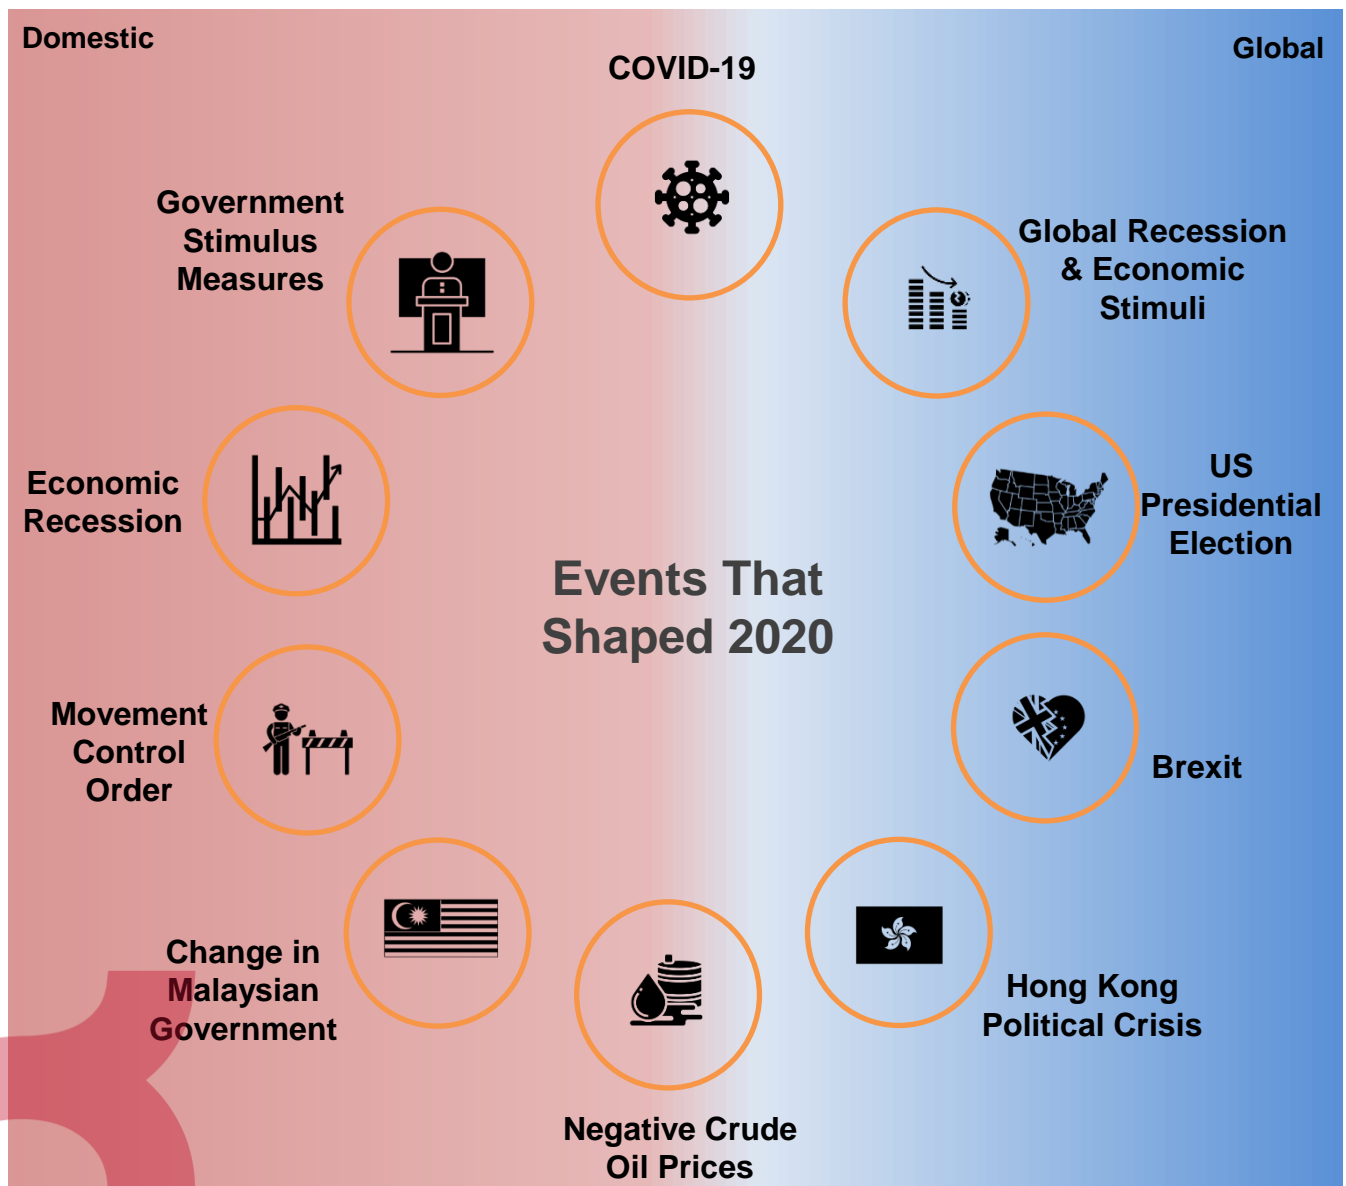 Domestic
Global
COVID-19
Government
Stimulus
Measures
Global Recession
& Economic
Stimuli
Economic
Recession
US
Presidential
Election
Events That
Shaped 2020
Movement
Control
Order
Brexit
Change in
Malaysian
Government
Hong Kong
Political Crisis
Negative Crude
Oil Prices